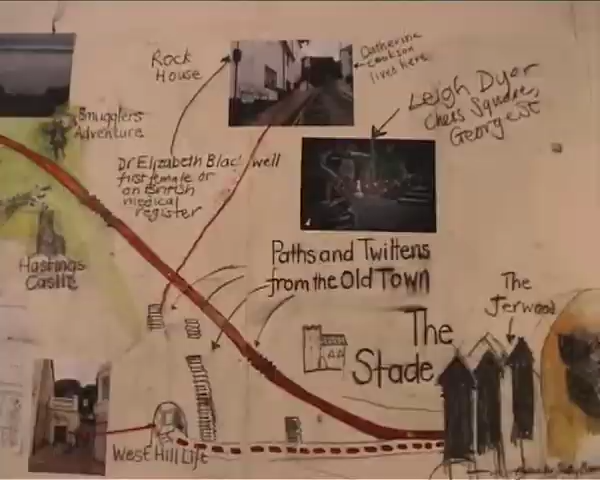 Rock
House
Catherine
Cookson
lives here
Leigh Dyer
Chess Square,
George St
Smugglers
Adventure
Dr Elizabeth Blackwell
first female Dr
on British
medical
register
Hastings
Castle
Paths and Twittens
from the Old Town
The
Jerwood
The
Stade
West Hill Lift